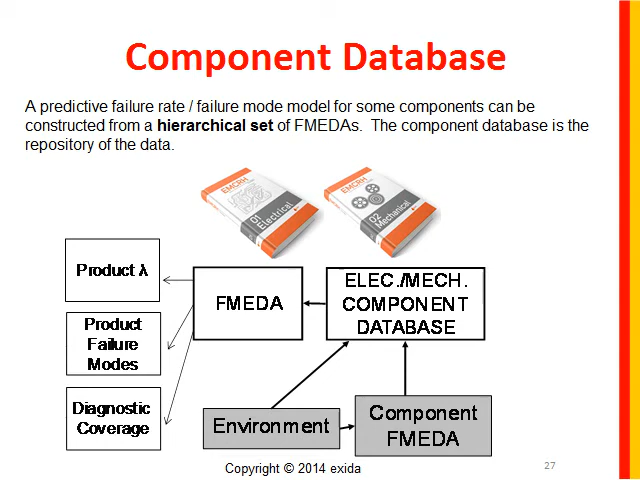 Component Database
A predictive failure rate / failure mode model for some components can be
constructed from a hierarchical set of FMEDAs. The component database is the
repository of the data.
EMCRH
01
Electrical
EMCRH
02
Mechanical
Product λ
Product
Failure
Modes
Diagnostic
Coverage
FMEDA
ELEC./MECH.
COMPONENT
DATABASE
Environment
Component
FMEDA
Copyright © 2014 exida
27